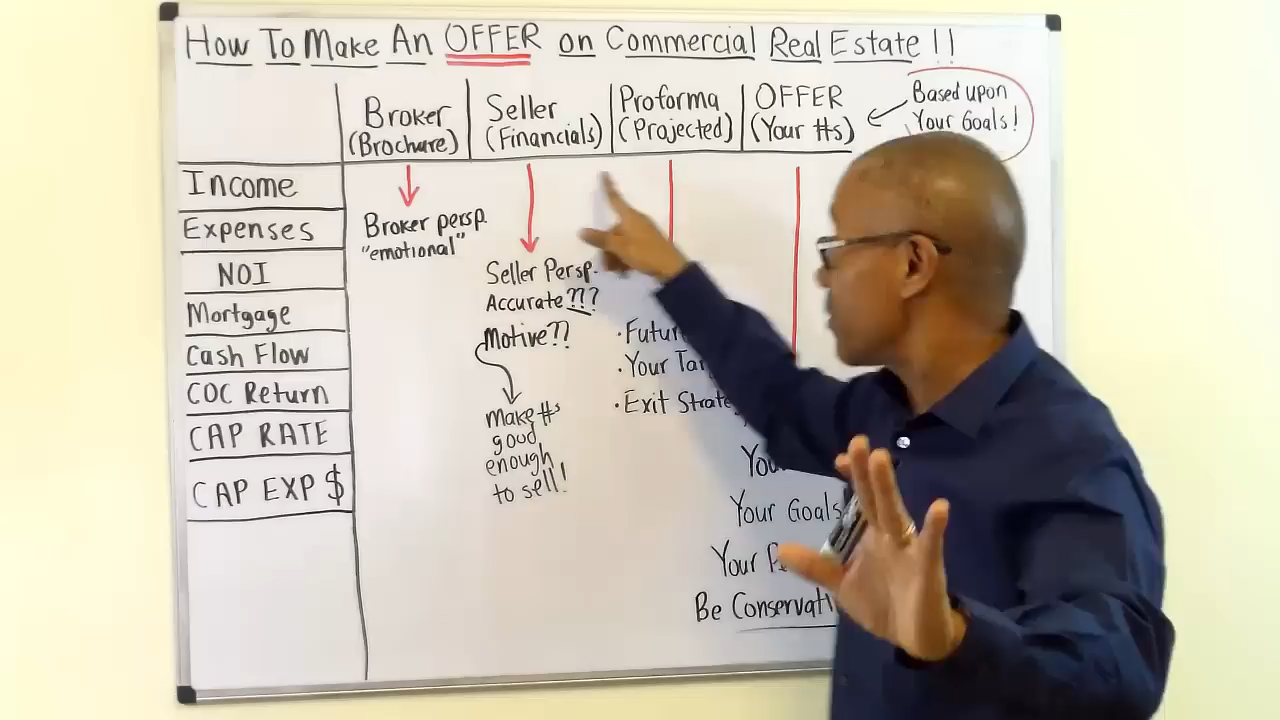 How To Make An OFFER on Commercial Real Estate !!
Broker
(Brochure)
Seller
(Financials)
Proforma
(Projected)
OFFER
(Your #s)
Based upon
Your Goals!
Income
Expenses
NOI
Mortgage
Cash Flow
COC Return
CAP RATE
CAP EXP $
Broker persp.
"emotional"
Seller Persp.
Accurate ???
Motive??
Make #s
good
enough
to sell!
·Your
·Exit
Your Goals
Your
Be